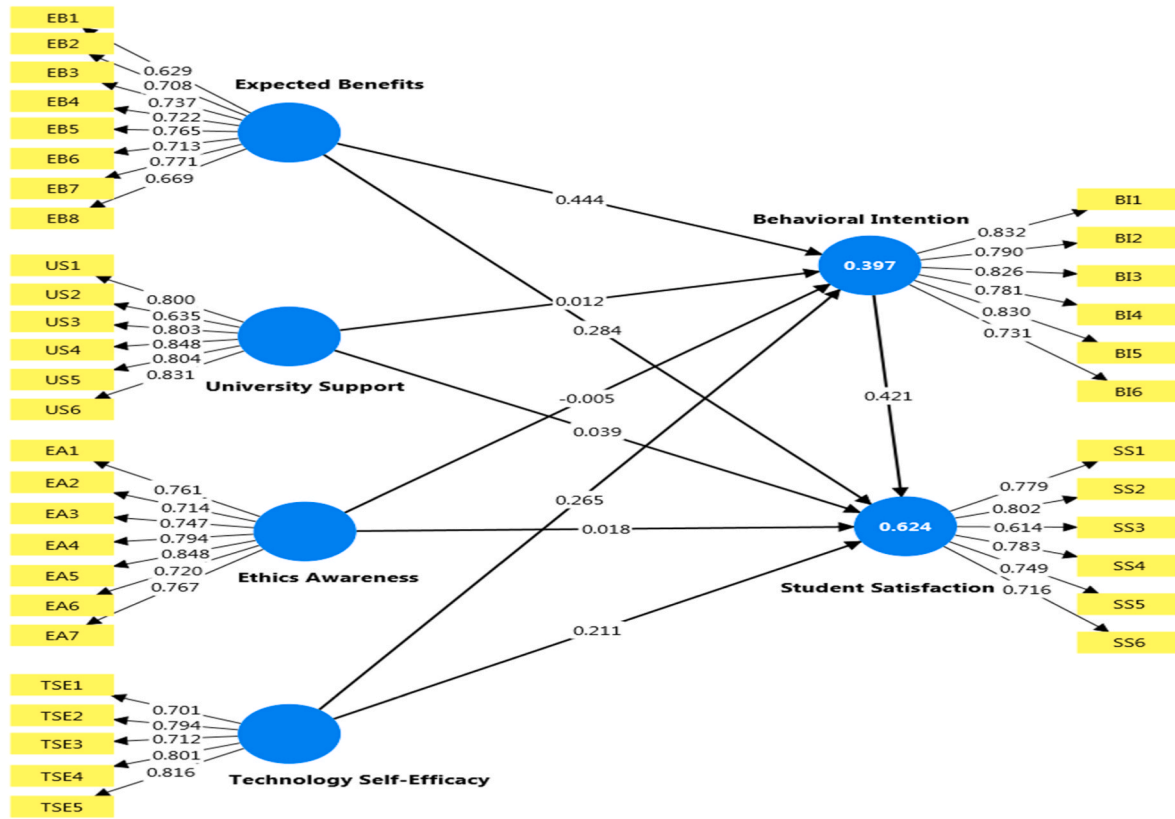 EB1
EB2
EB3
EB4
EB5
EB6
EB7
EB8
0.629
0.708
0.737
0.722
0.765
0.713
0.771
0.669
Expected Benefits
US1
US2
US3
US4
US5
US6
0.800
0.635
0.803
0.848
0.804
0.831
University Support
EA1
EA2
EA3
EA4
EA5
EA6
EA7
0.761
0.714
0.747
0.794
0.848
0.720
0.767
Ethics Awareness
TSE1
TSE2
TSE3
TSE4
TSE5
0.701
0.794
0.712
0.801
0.816
Technology Self-Efficacy
0.444
0.012
0.284
-0.005
0.039
0.265
0.018
0.211
0.421
Behavioral Intention
0.397
0.832
0.790
0.826
0.781
0.830
0.731
BI1
BI2
BI3
BI4
BI5
BI6
0.624
Student Satisfaction
0.779
0.802
0.614
0.783
0.749
0.716
SS1
SS2
SS3
SS4
SS5
SS6